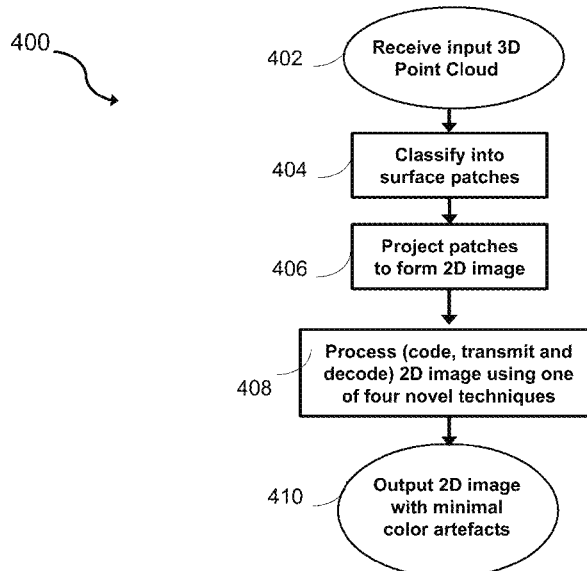 400
402
Receive input 3D
Point Cloud
404
Classify into
surface patches
406
Project patches
to form 2D image
408
Process (code, transmit and
decode) 2D image using one
of four novel techniques
410
Output 2D image
with minimal
color artefacts